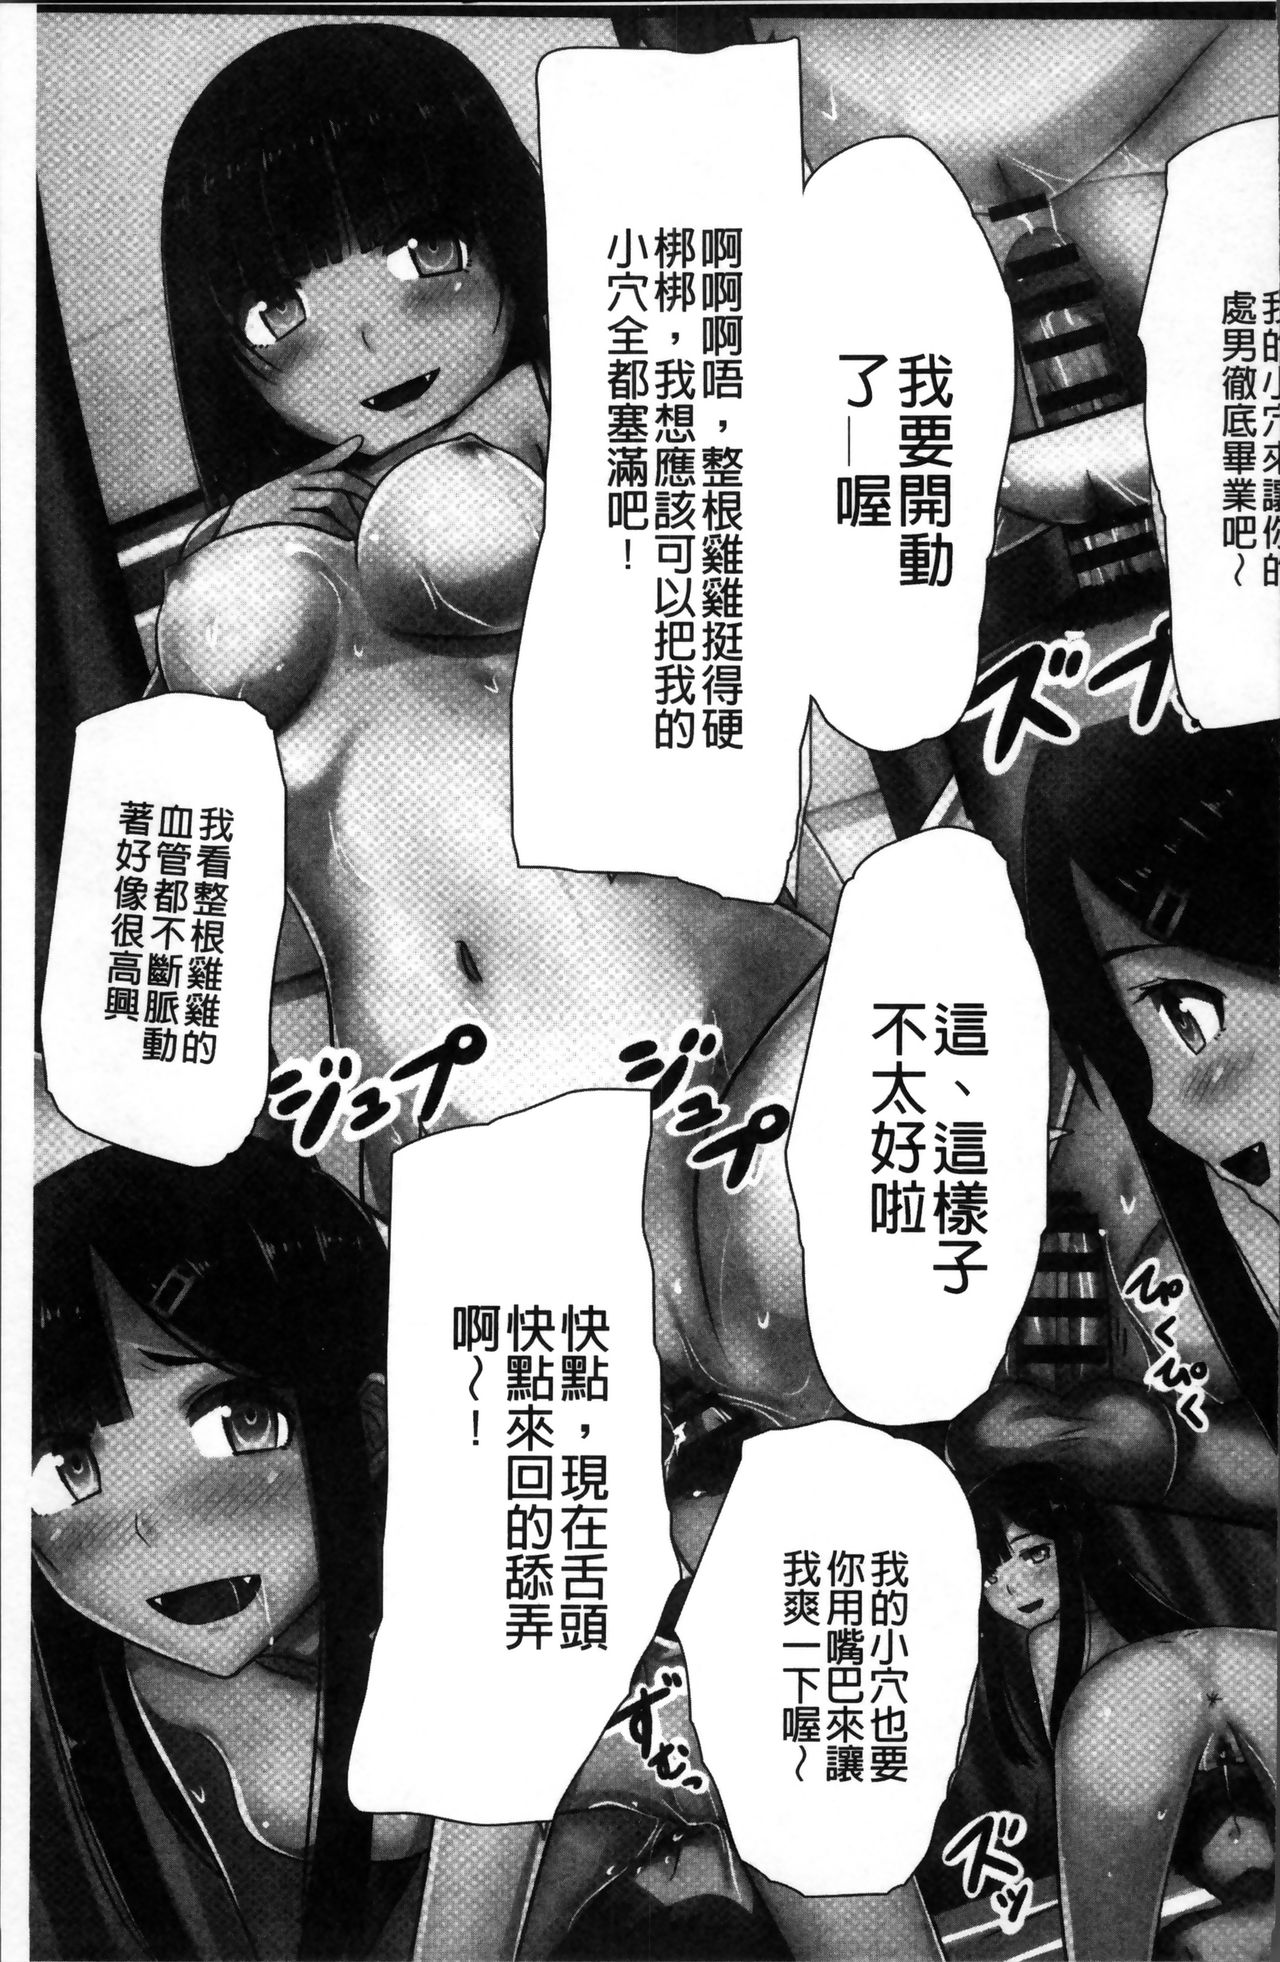 我的小穴來讓你的
處男徹底畢業吧~
我要開動
了—喔
啊啊啊唔，整根雞雞挺得硬
梆梆，我想應該可以把我的
小穴全都塞滿吧！
ズプ
我看整根雞雞的
血管都不斷脈動
著好像很高興
這、這樣子
不太好啦
ジュプ
ジュプ
ぴくぴく
快點，現在舌頭
快點來回的舔弄
啊~！
我的小穴也要
你用嘴巴來讓
我爽一下喔~
ずむっ
ズッ